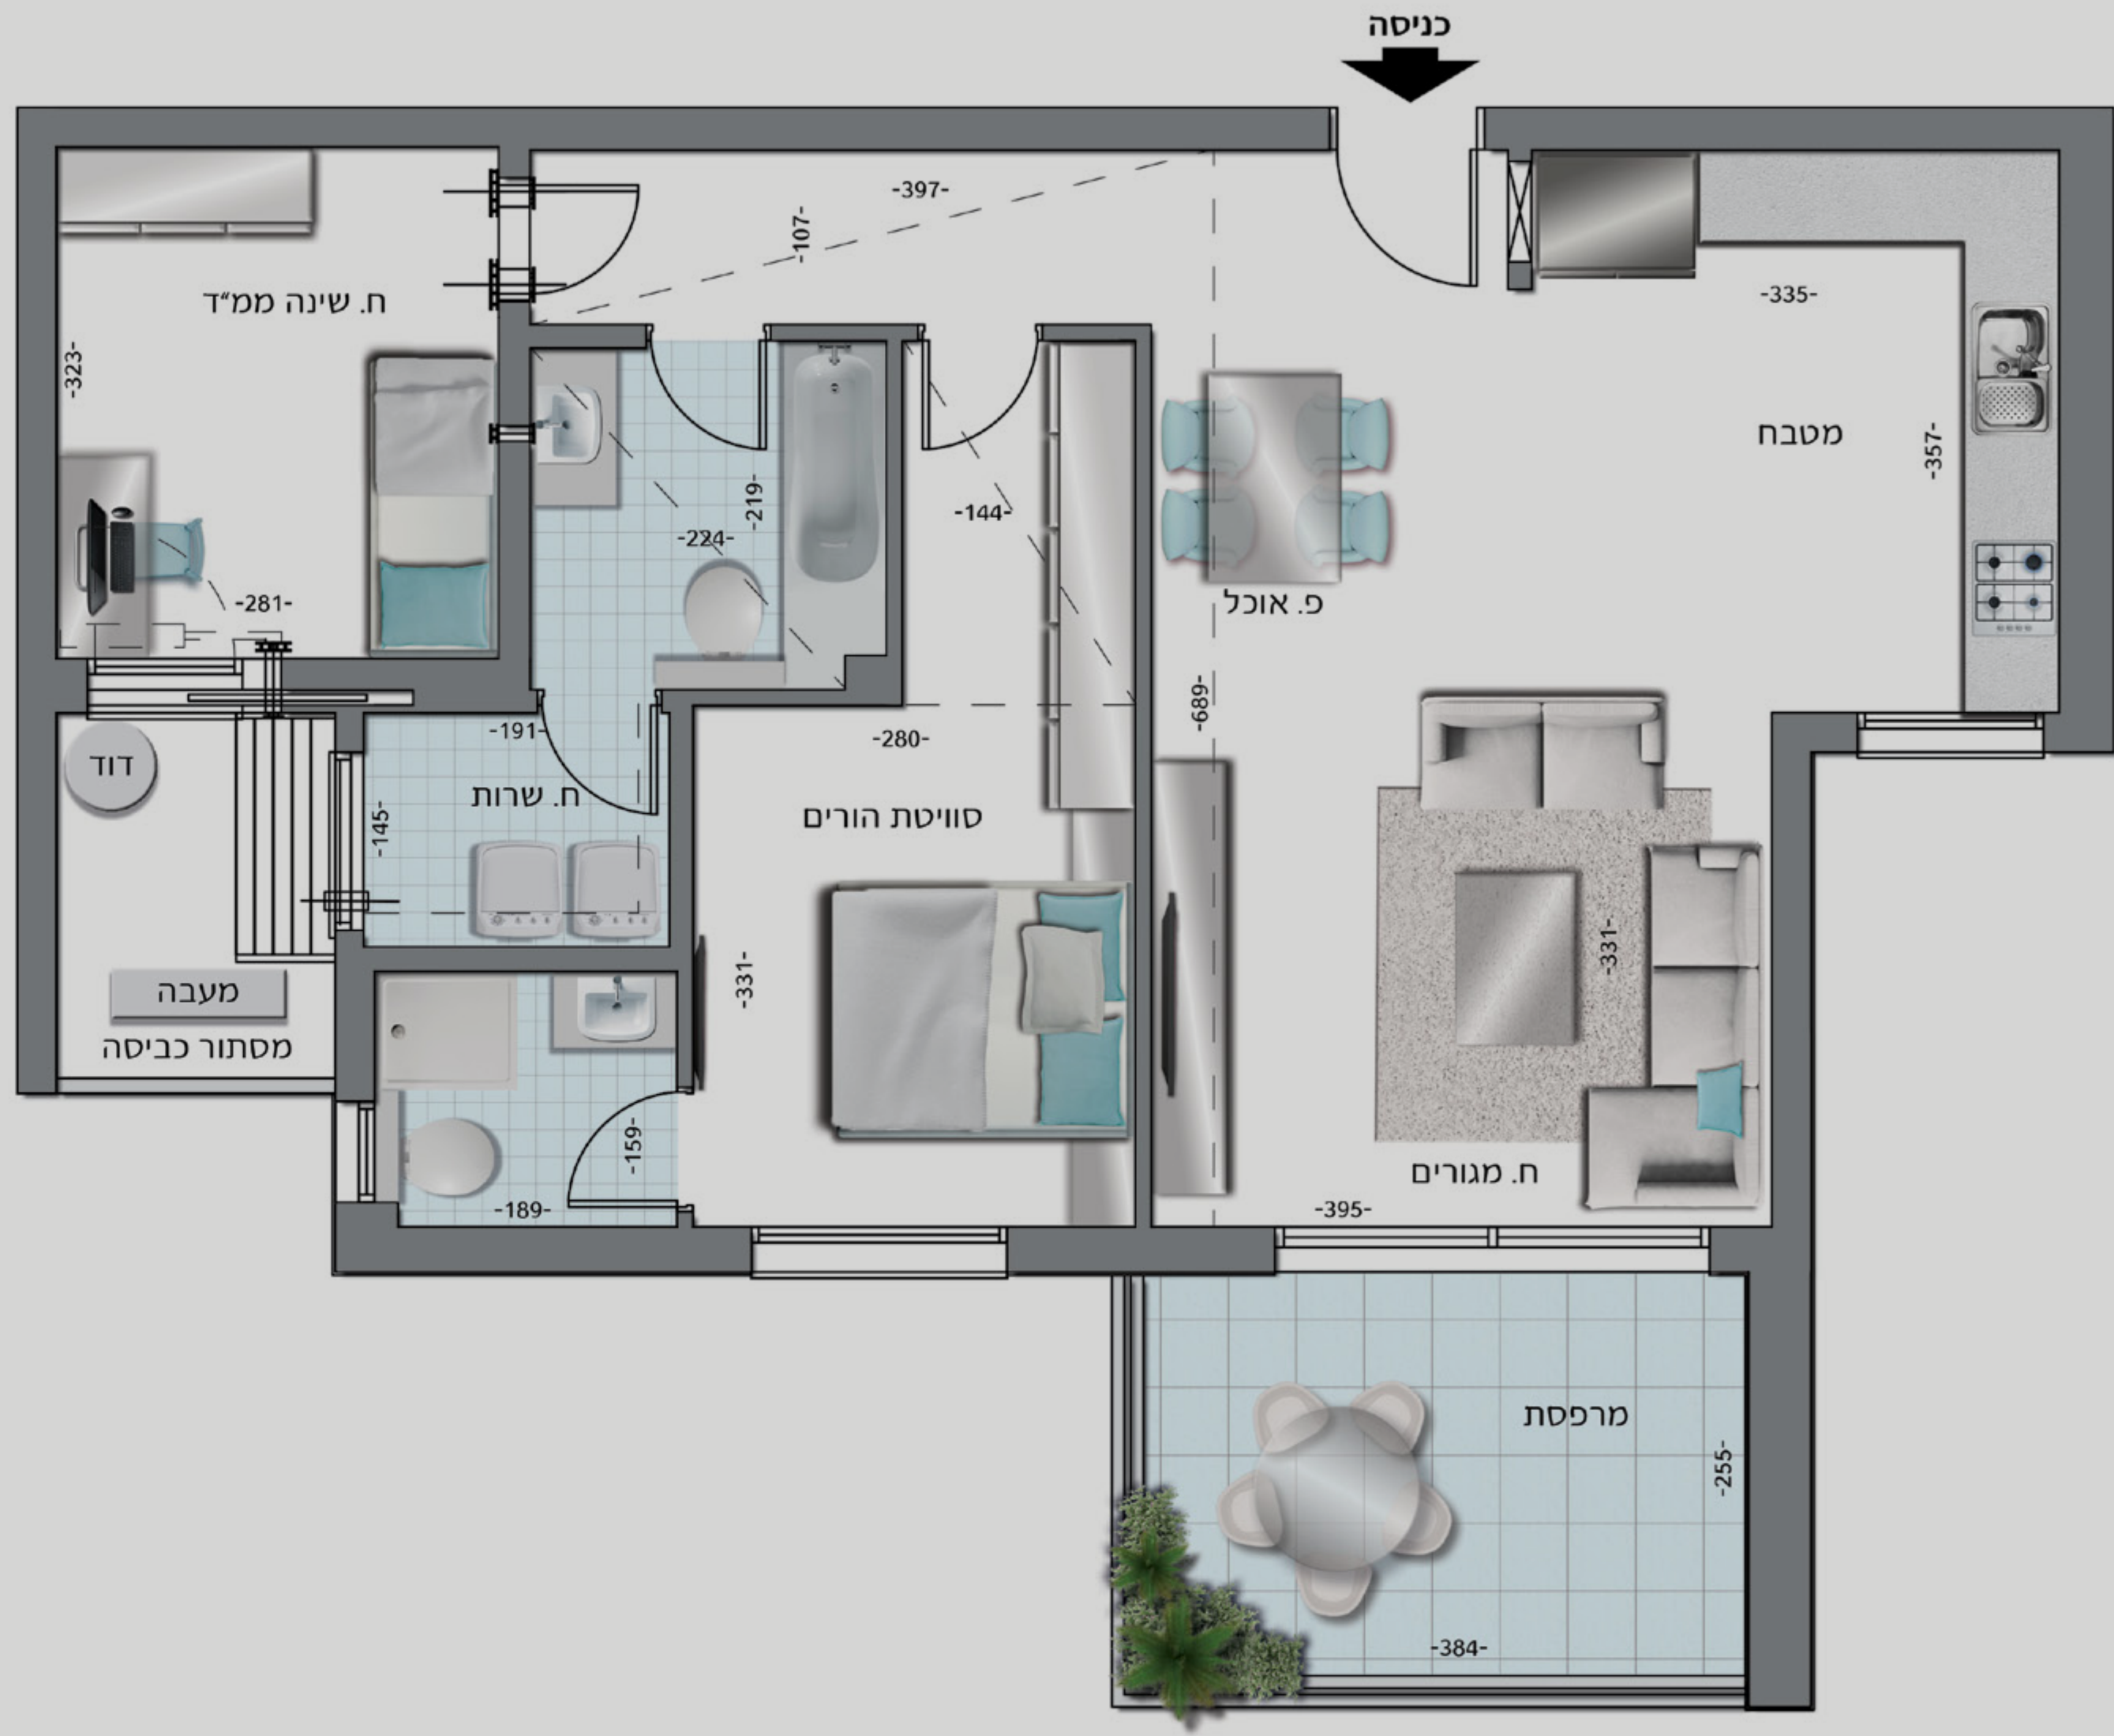 כניסה
-397-
-107-
-335-
ח. שינה ממ״ד
-323-
מטבח
-357-
-219-
-144-
-224-
-281-
פ. אוכל
-689-
-191-
-280-
דוד
ח. שרות
-145-
סוויטת הורים
-331-
-331-
מעבה
מסתור כביסה
-159-
ח. מגורים
-189-
-395-
מרפסת
-255-
-384-